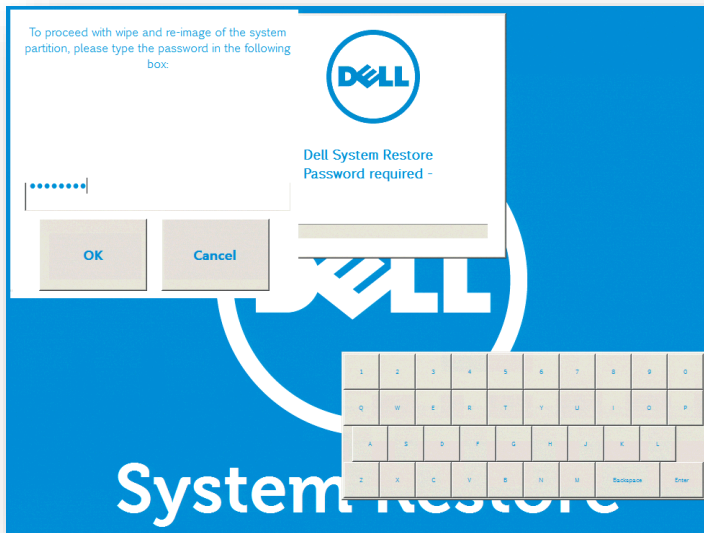 To proceed with wipe and re-image of the system
partition, please type the password in the following
box:
OK
Cancel
DELL
Dell System Restore
Password required -
DELL
System Restore
1 2 3 4 5 6 7 8 9 0
Q W E R T Y U I O P
A S D F G H J K L
Z X C V B N M Backspace Enter